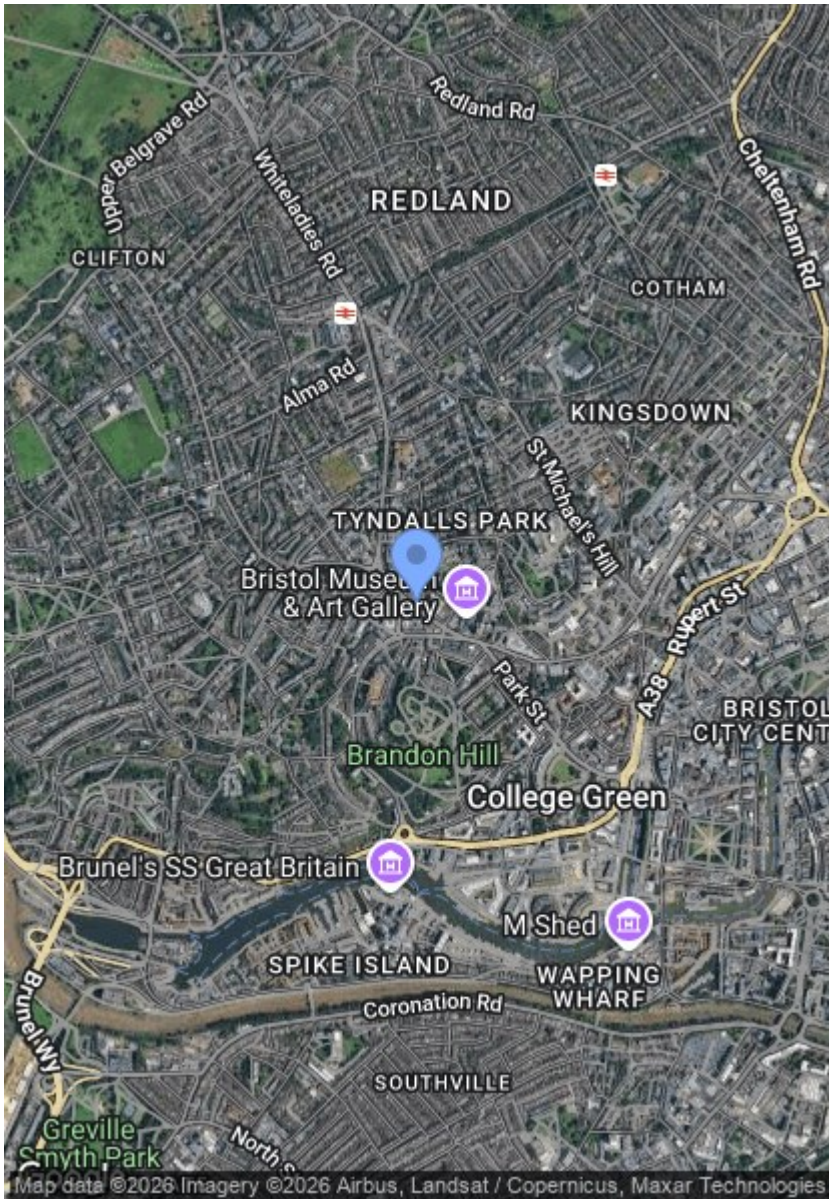 Redland Rd
Upper Belgrave Rd
Whiteladies Rd
REDLAND
Cheltenham Rd
CLIFTON
COTHAM
Alma Rd
KINGSDOWN
St Michael's Hill
TYNDALLS PARK
Bristol Museum
& Art Gallery
Rupert St
Park St
A38
BRISTOL
CITY CENT
Brandon Hill
College Green
Brunel's SS Great Britain
M Shed
SPIKE ISLAND
WAPPING
WHARF
Coronation Rd
Brunel Wy
SOUTHVILLE
Greville
Smyth Park
North S
Map data ©2026 Imagery ©2026 Airbus, Landsat / Copernicus, Maxar Technologies